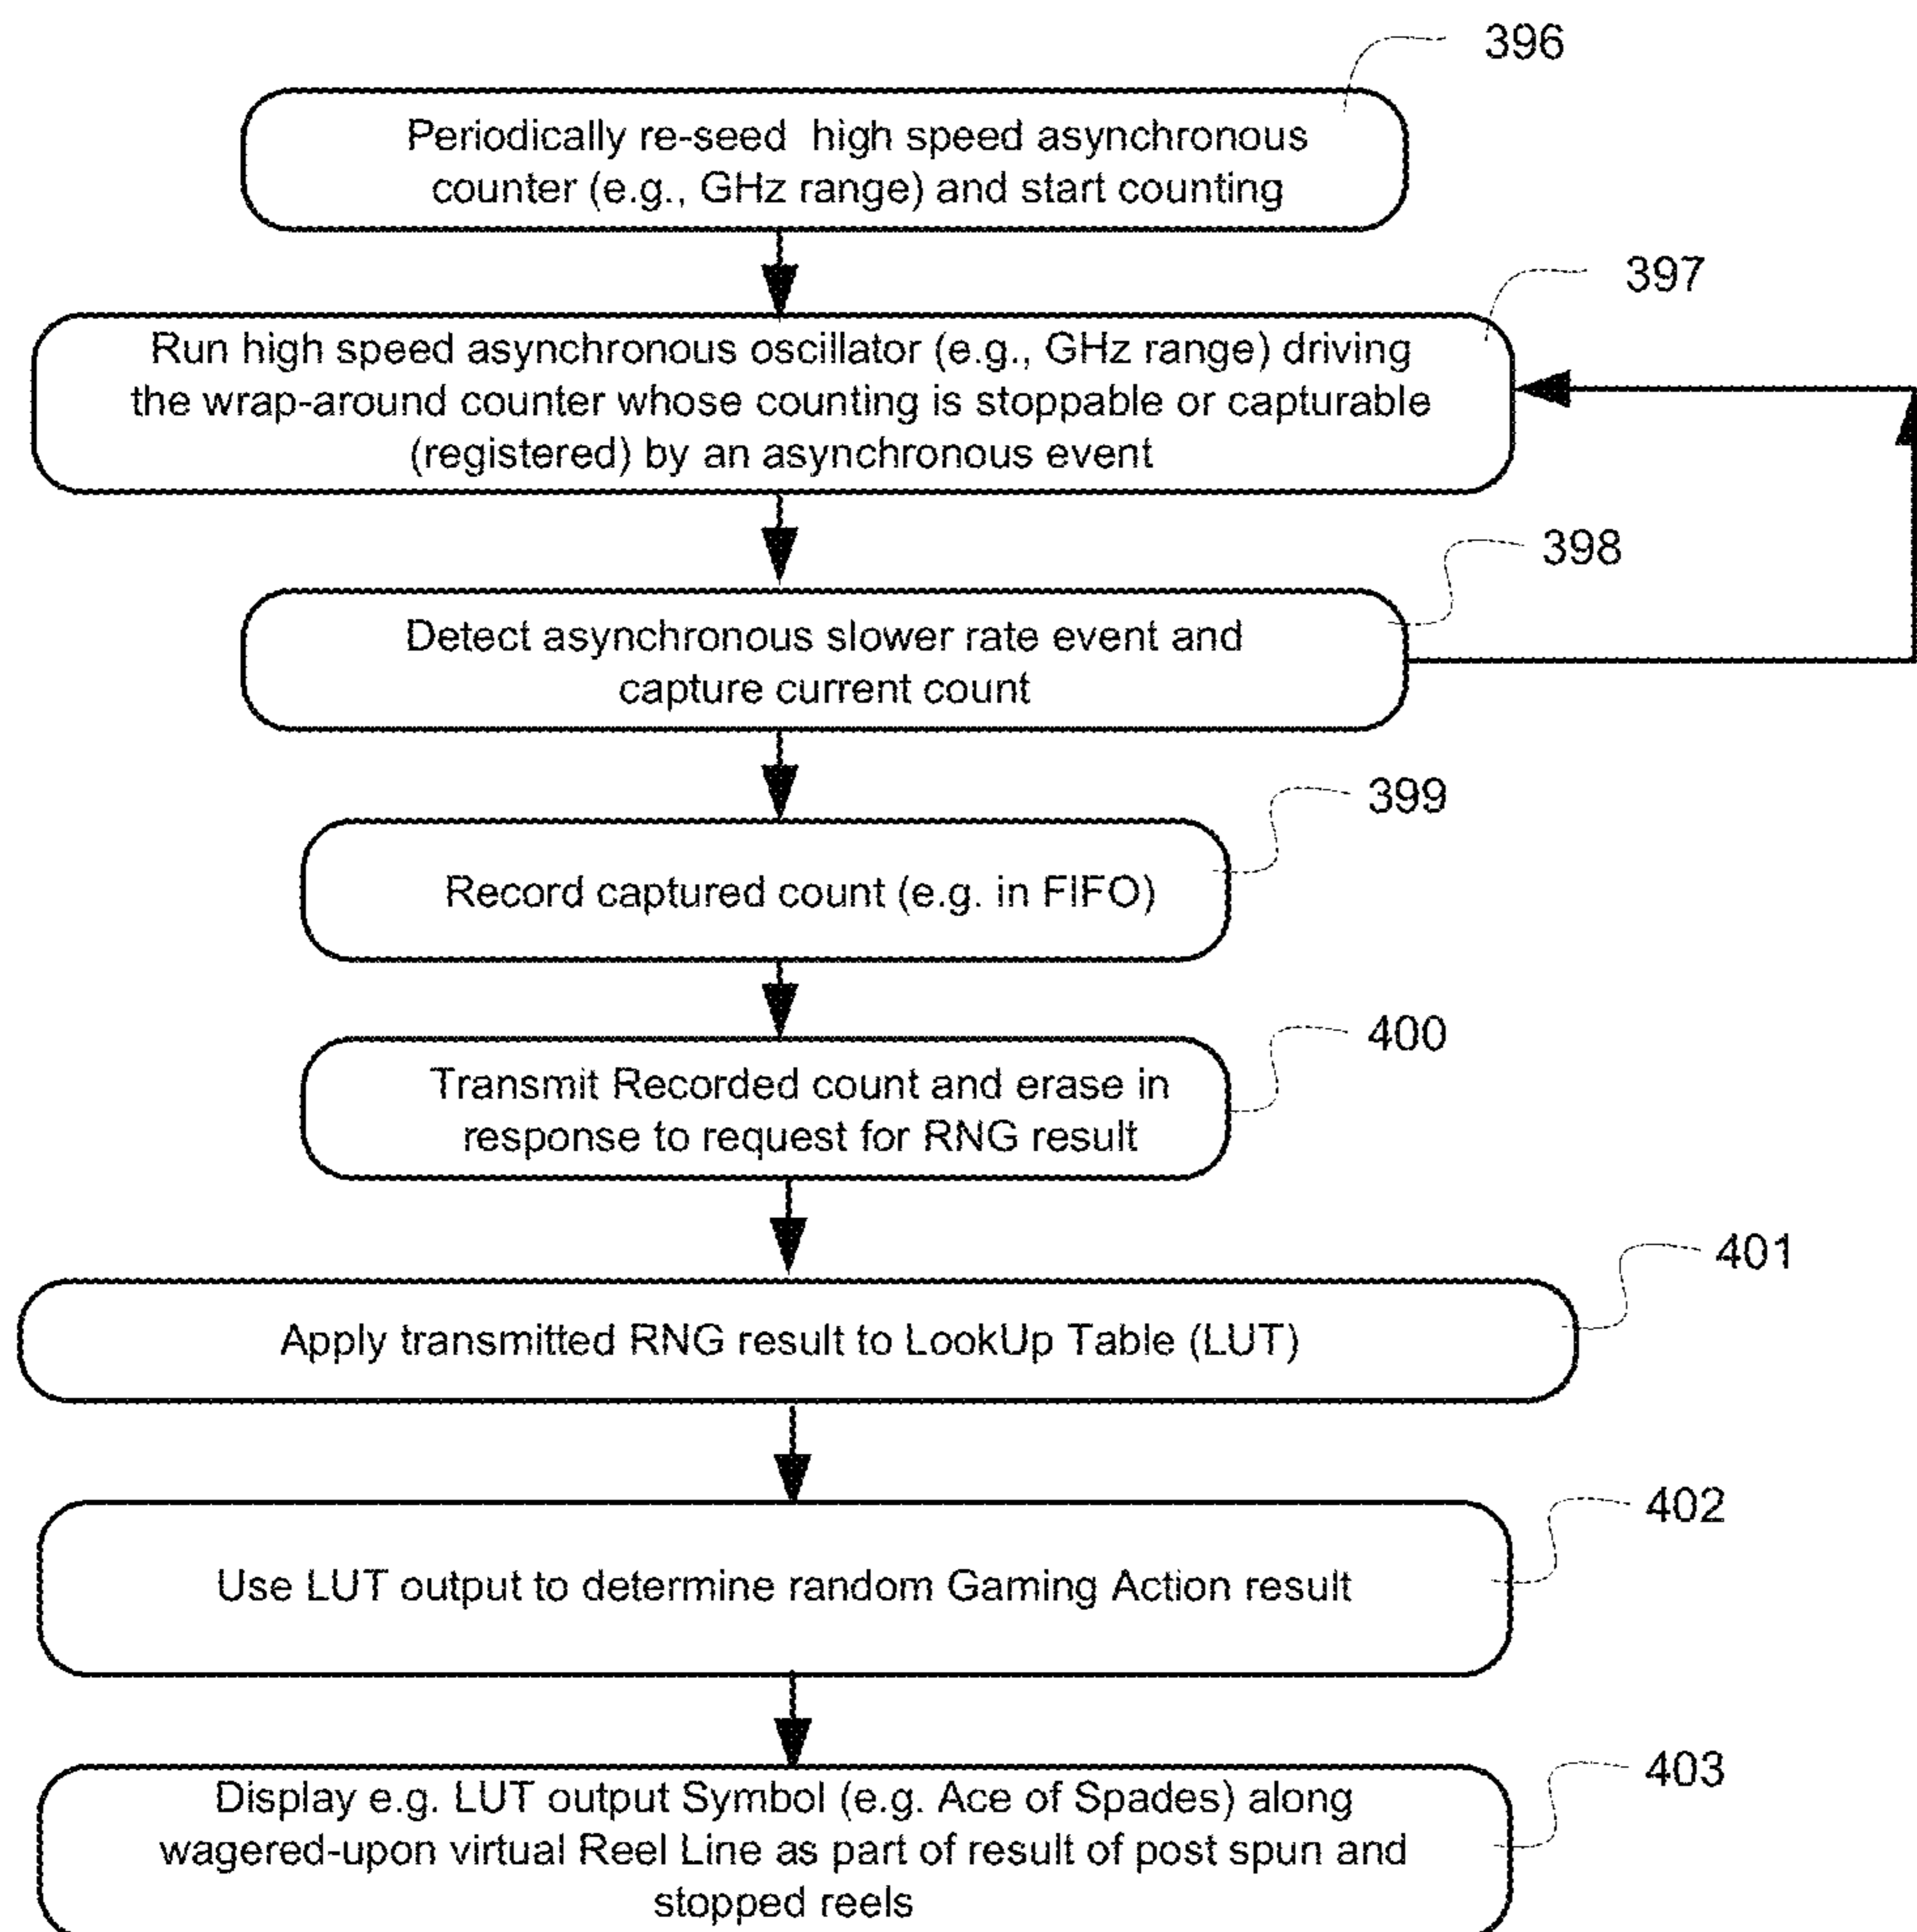 396
Periodically re-seed high speed asynchronous
counter (e.g., GHz range) and start counting
397
Run high speed asynchronous oscillator (e.g., GHz range) driving
the wrap-around counter whose counting is stoppable or capturable
(registered) by an asynchronous event
398
Detect asynchronous slower rate event and
capture current count
399
Record captured count (e.g. in FIFO)
400
Transmit Recorded count and erase in
response to request for RNG result
401
Apply transmitted RNG result to LookUp Table (LUT)
402
Use LUT output to determine random Gaming Action result
403
Display e.g. LUT output Symbol (e.g. Ace of Spades) along
wagered-upon virtual Reel Line as part of result of post spun and
stopped reels